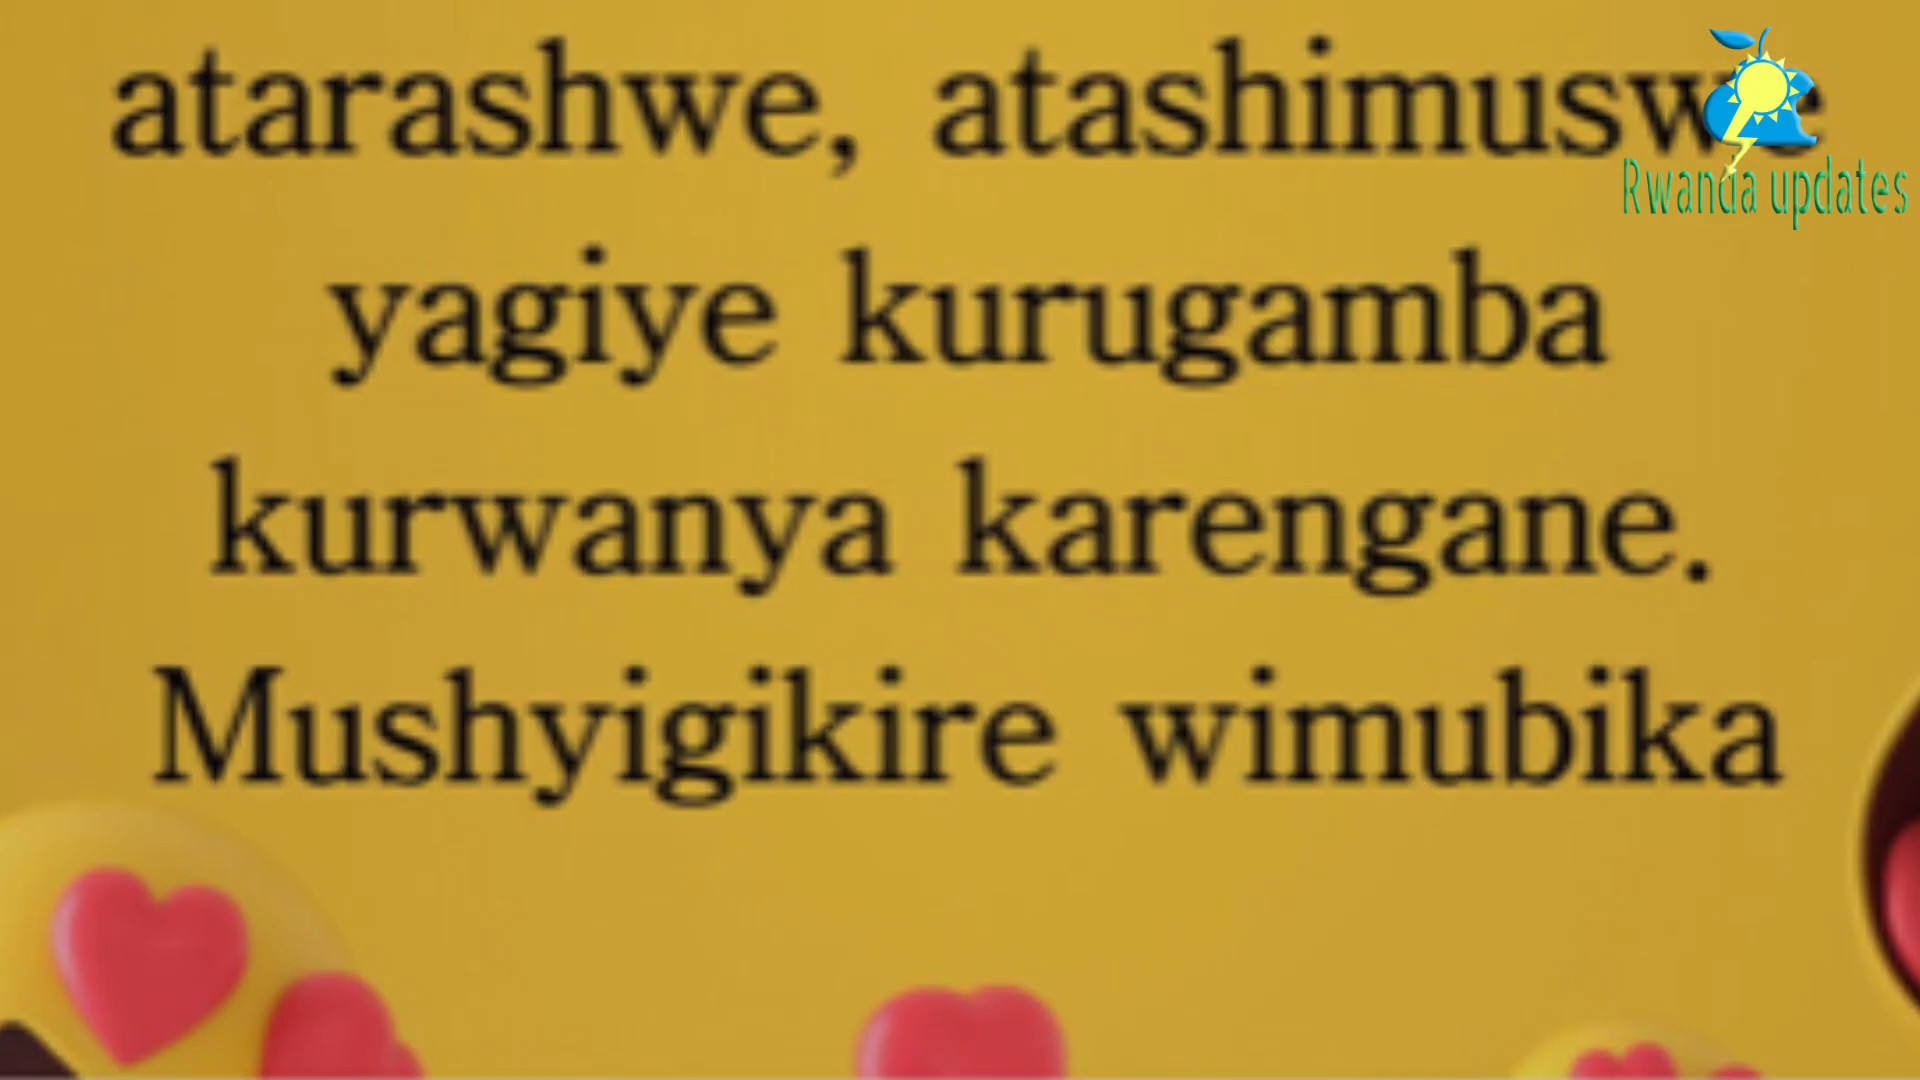 atarashwe, atashimuswe
Rwanda updates
yagiye kurugamba
kurwanya karengane.
Mushyigikire wimubika